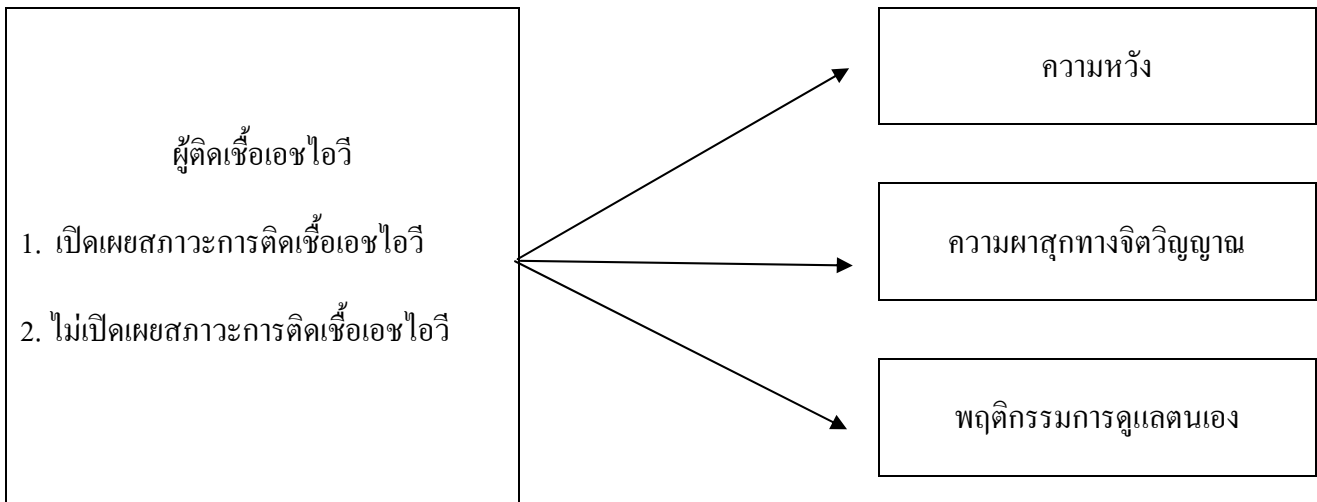 ผู้ติดเชื้อเอชไอวี
1. เปิดเผยสภาวะการติดเชื้อเอชไอวี
2. ไม่เปิดเผยสภาวะการติดเชื้อเอชไอวี
ความหวัง
ความผาสุกทางจิตวิญญาณ
พฤติกรรมการดูแลตนเอง